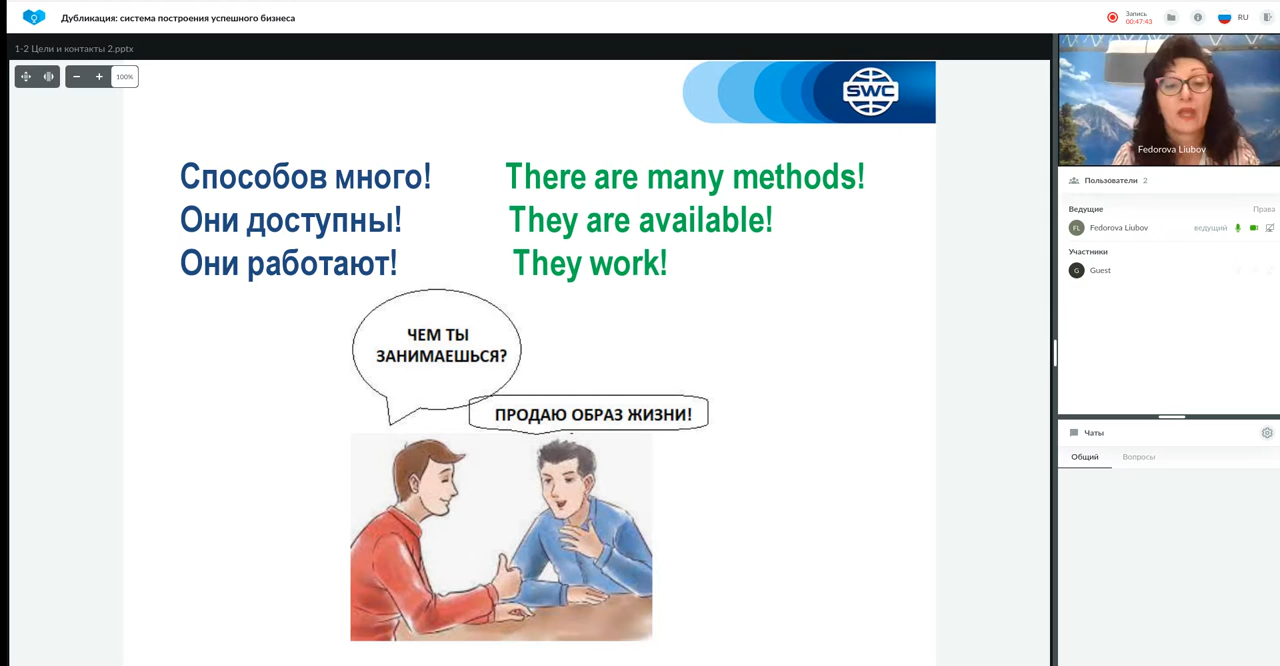 Дубликация: система построения успешного бизнеса
Запись
00:47:43
RU
1-2 Цели и контакты 2.pptx
100%
SWC
Способов много!
Они доступны!
Они работают!
There are many methods!
They are available!
They work!
ЧЕМ ТЫ
ЗАНИМАЕШЬСЯ?
ПРОДАЮ ОБРАЗ ЖИЗНИ!
Fedorova Liubov
Пользователи 2
Ведущие Права
FL Fedorova Liubov ведущий
Участники
G Guest
Чаты
Общий Вопросы